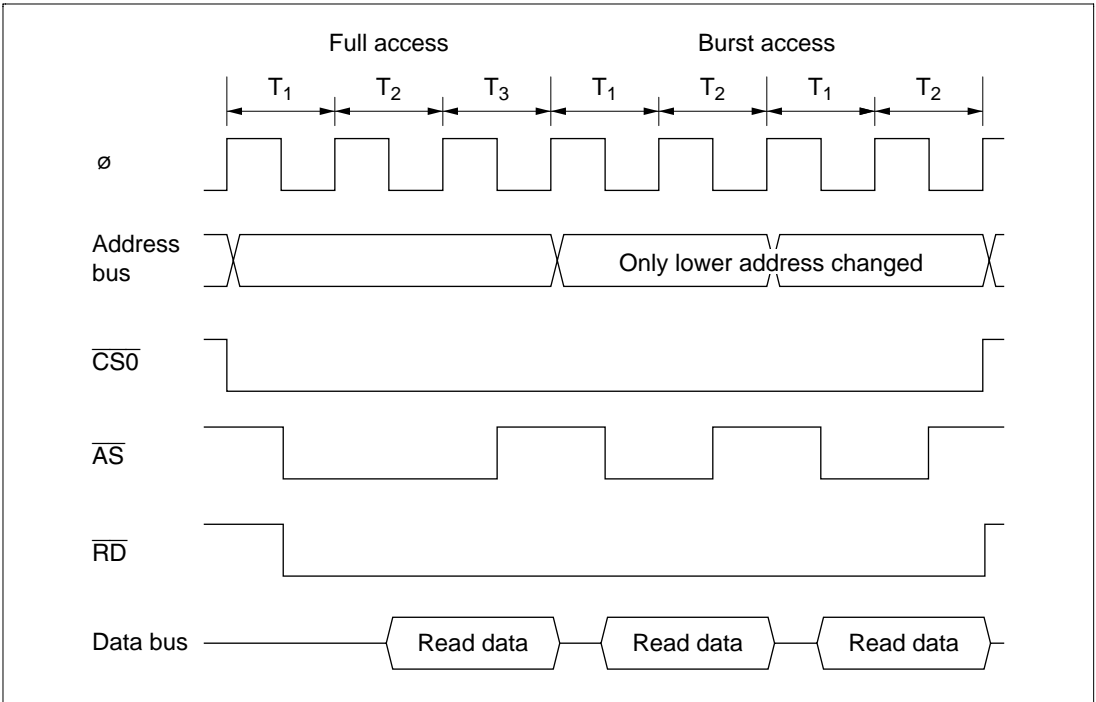 Full access Burst access
T1 T2 T3 T1 T2 T1 T2
ø
Address
bus
Only lower address changed
CS0
AS
RD
Data bus Read data Read data Read data